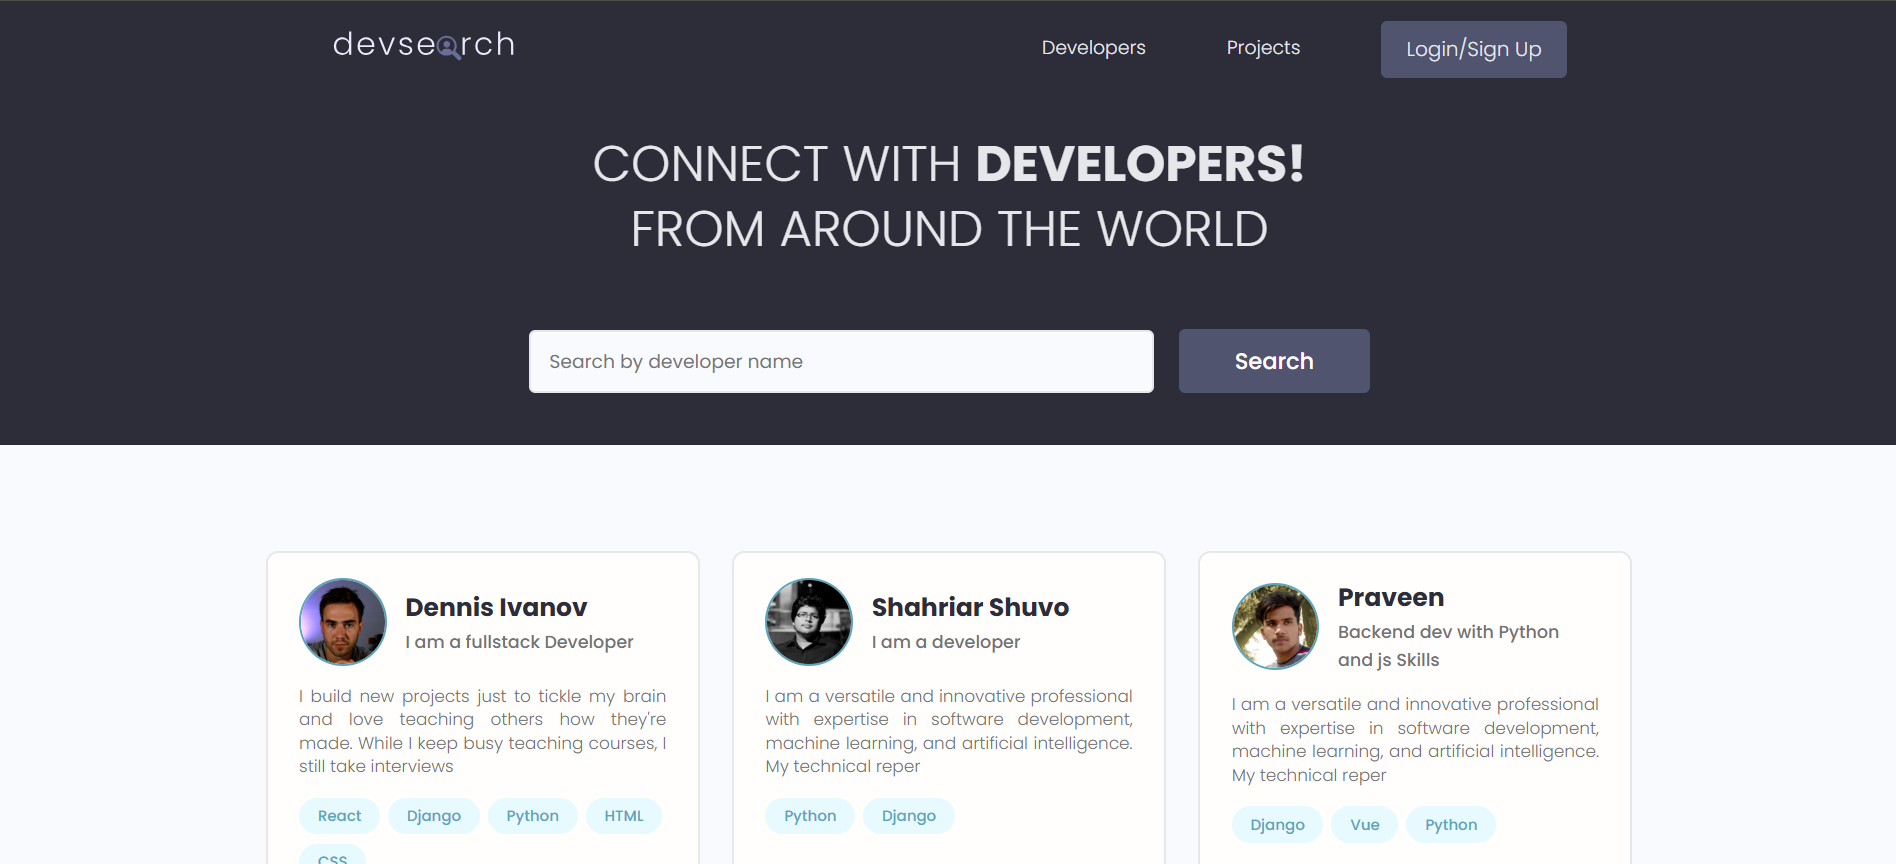 devsearch
Developers
Projects
Login/Sign Up
CONNECT WITH DEVELOPERS!
FROM AROUND THE WORLD
Search by developer name
Search
Dennis Ivanov
I am a fullstack Developer
I build new projects just to tickle my brain
and love teaching others how they're
made. While I keep busy teaching courses, I
still take interviews
React
Django
Python
HTML
CSS
Shahriar Shuvo
I am a developer
I am a versatile and innovative professional
with expertise in software development,
machine learning, and artificial intelligence.
My technical reper
Python
Django
Praveen
Backend dev with Python
and js Skills
I am a versatile and innovative professional
with expertise in software development,
machine learning, and artificial intelligence.
My technical reper
Django
Vue
Python